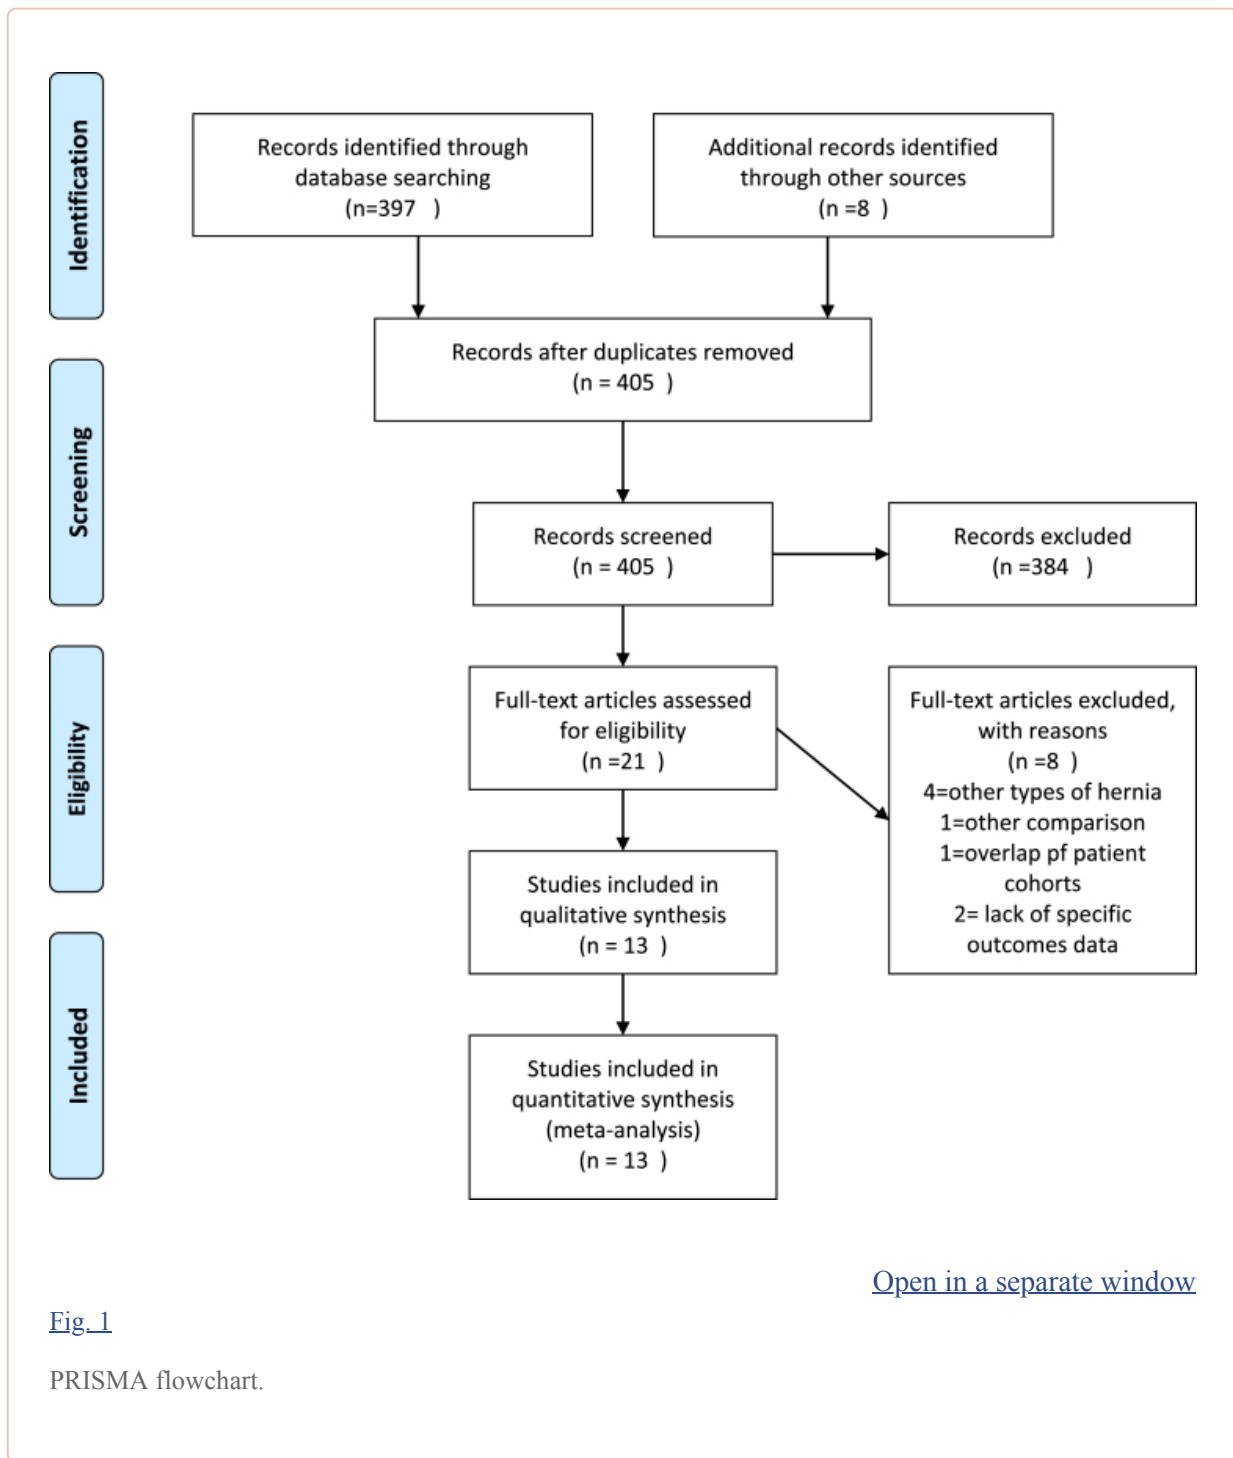 Identification
Records identified through
database searching
(n=397   )
Additional records identified
through other sources
(n =8   )
Records after duplicates removed
(n = 405  )
Screening
Records screened
(n = 405  )
Records excluded
(n =384   )
Eligibility
Full-text articles assessed
for eligibility
(n =21   )
Full-text articles excluded,
with reasons
(n =8   )
4=other types of hernia
1=other comparison
1=overlap pf patient
cohorts
2= lack of specific
outcomes data
Studies included in
qualitative synthesis
(n = 13  )
Included
Studies included in
quantitative synthesis
(meta-analysis)
(n = 13  )
Open in a separate window
Fig. 1
PRISMA flowchart.